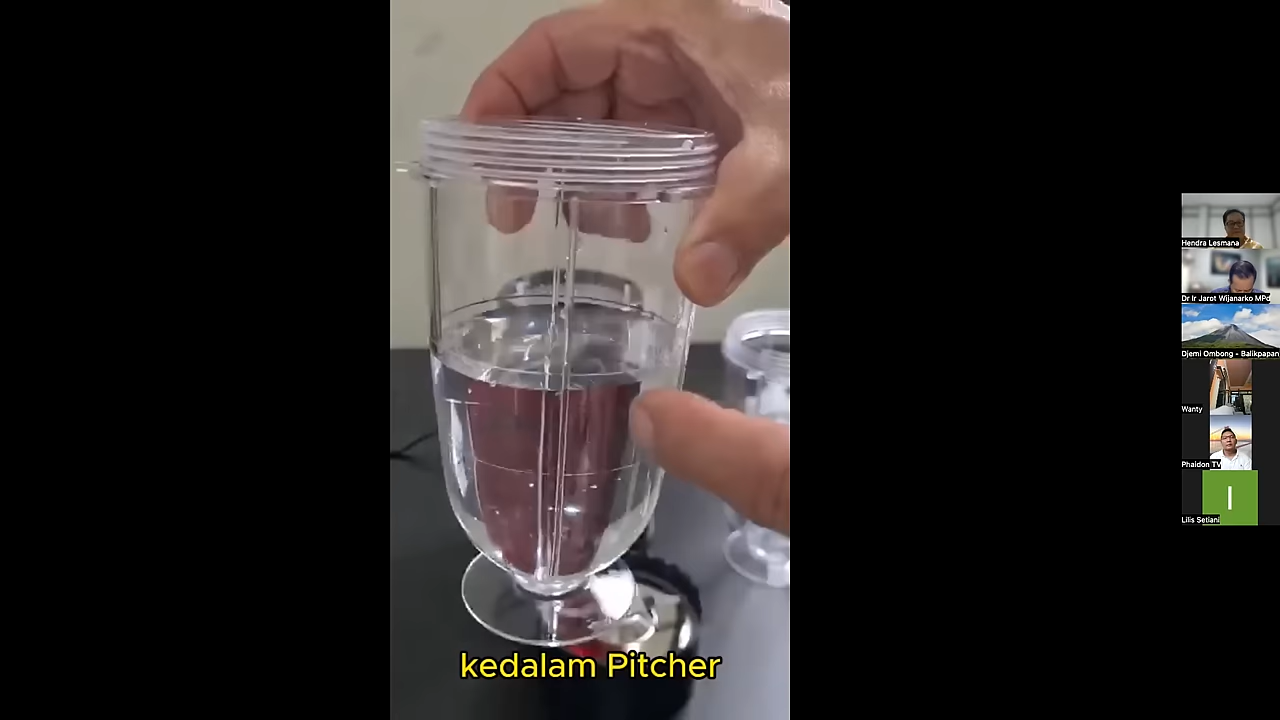 kedalam Pitcher
Hendra Lesmana
Dr Ir Jarot Wijanarko MPd
Djemi Ombong - Balikpapan
Wanty
Phaidon TV
I
Lilis Setiani